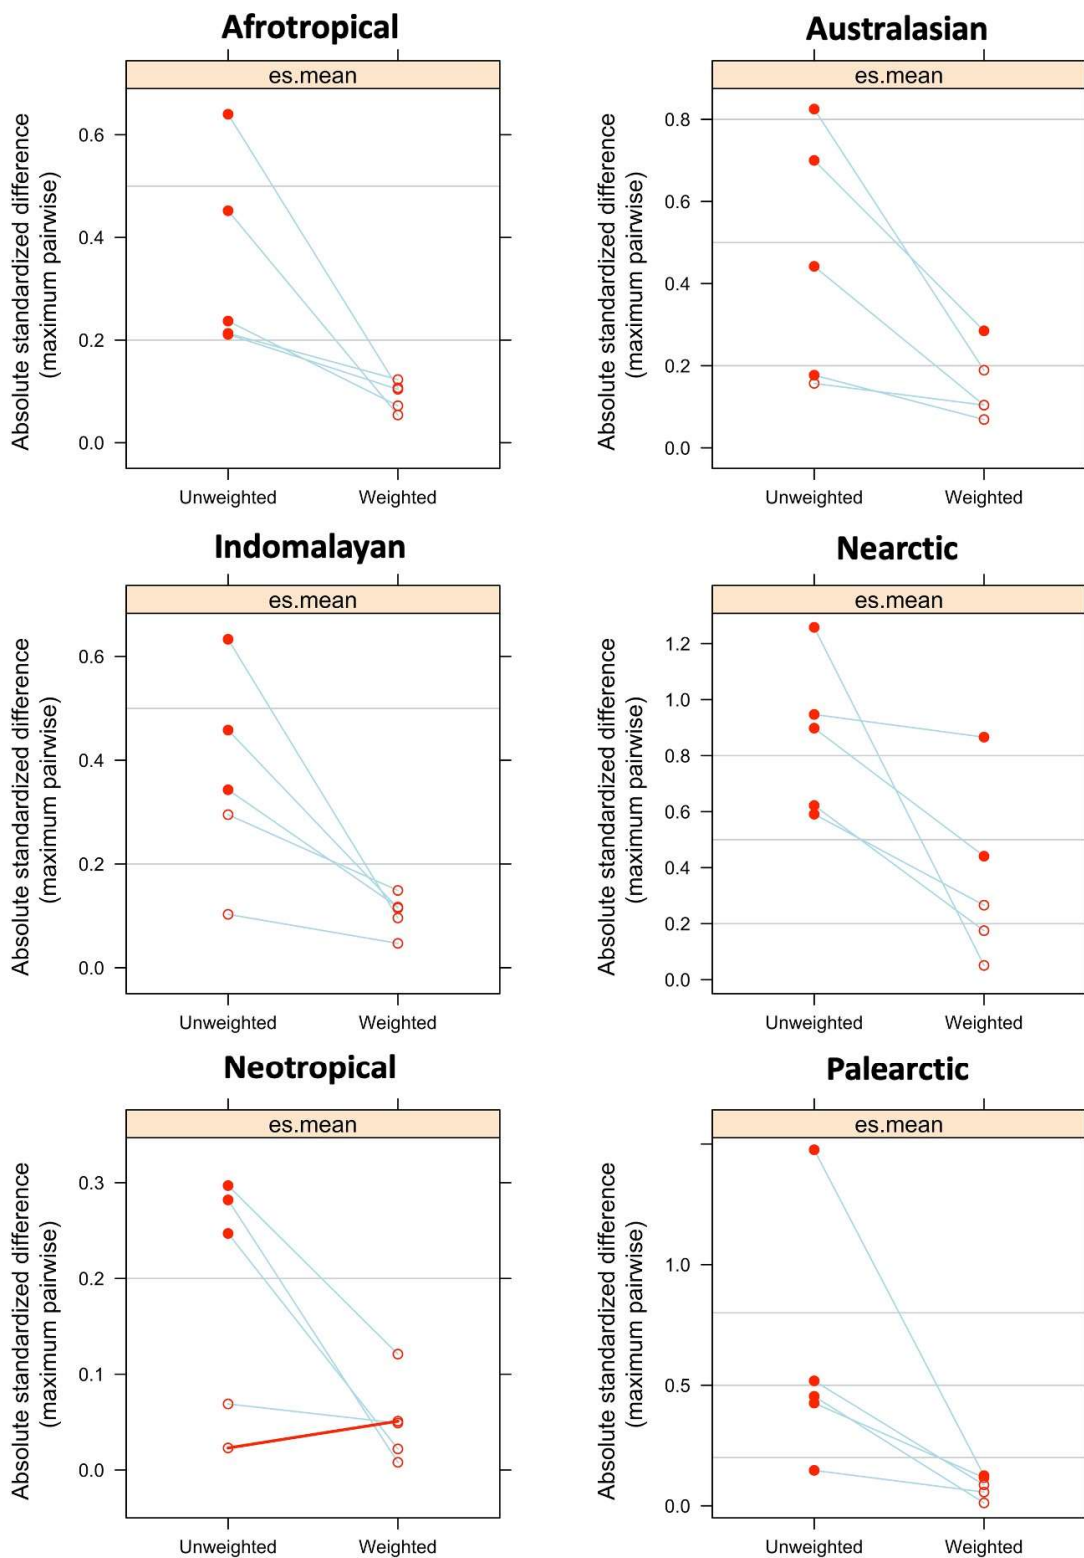 Afrotropical
es.mean
Absolute standardized difference
(maximum pairwise)
0.6
0.4
0.2
0.0
Unweighted
Weighted
Australasian
es.mean
Absolute standardized difference
(maximum pairwise)
0.8
0.6
0.4
0.2
0.0
Unweighted
Weighted
Indomalayan
es.mean
Absolute standardized difference
(maximum pairwise)
0.6
0.4
0.2
0.0
Unweighted
Weighted
Nearctic
es.mean
Absolute standardized difference
(maximum pairwise)
1.2
1.0
0.8
0.6
0.4
0.2
0.0
Unweighted
Weighted
Neotropical
es.mean
Absolute standardized difference
(maximum pairwise)
0.3
0.2
0.1
0.0
Unweighted
Weighted
Palearctic
es.mean
Absolute standardized difference
(maximum pairwise)
1.0
0.5
0.0
Unweighted
Weighted